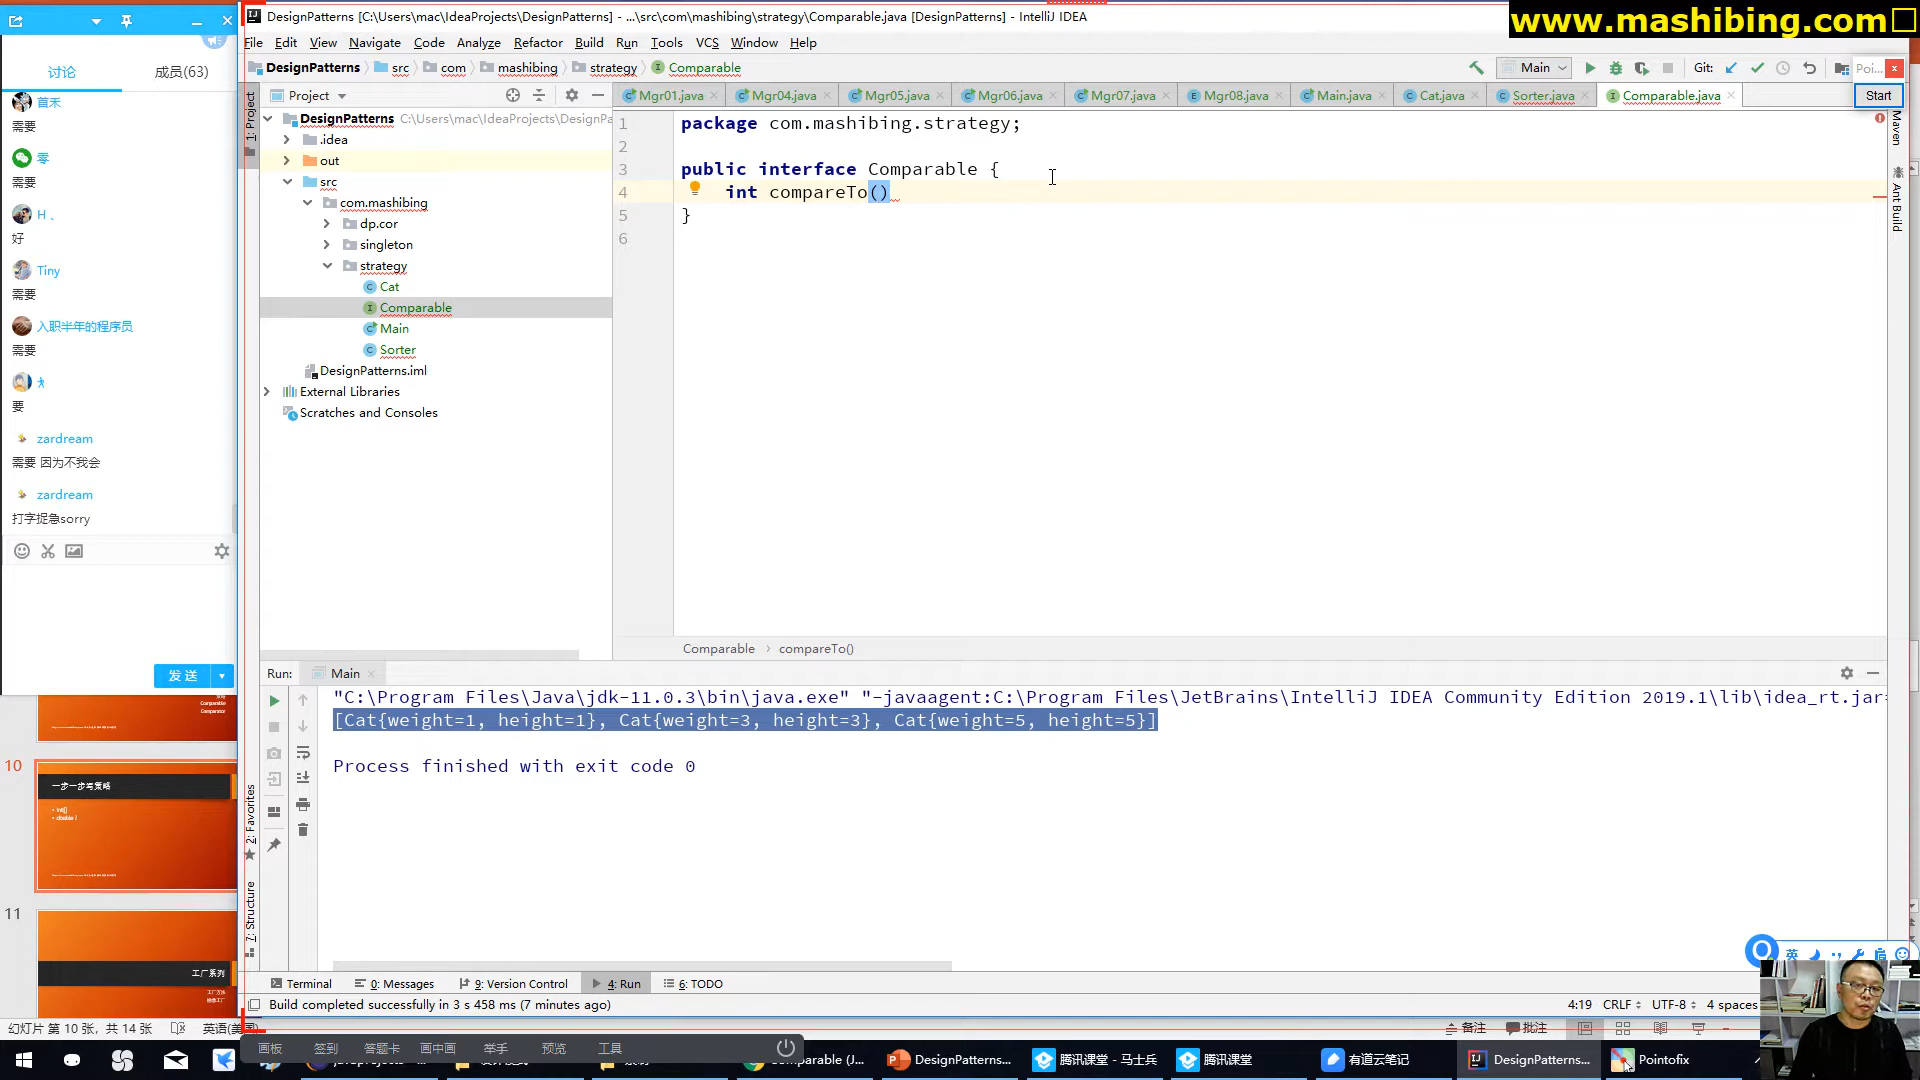 DesignPatterns [C:\Users\mac\IdeaProjects\DesignPatterns] - ...\src\com\mashibing\strategy\Comparable.java [DesignPatterns] - IntelliJ IDEA
www.mashibing.com
File Edit View Navigate Code Analyze Refactor Build Run Tools VCS Window Help
DesignPatterns src com mashibing strategy Comparable
Main
Git:
Poi...
Start
讨论
成员(63)
首禾
需要
零
需要
H 、
好
Tiny
需要
入职半年的程序员
需要
要
zardream
需要 因为不我会
zardream
打字捉急sorry
发 送
1: Project
Project
Mgr01.java Mgr04.java Mgr05.java Mgr06.java Mgr07.java Mgr08.java Main.java Cat.java Sorter.java Comparable.java
DesignPatterns C:\Users\mac\IdeaProjects\DesignPa
.idea
out
src
com.mashibing
dp.cor
singleton
strategy
Cat
Comparable
Main
Sorter
DesignPatterns.iml
External Libraries
Scratches and Consoles
1 package com.mashibing.strategy;
2
3 public interface Comparable {
4 int compareTo()
5 }
6
Maven
Ant Build
Comparable › compareTo()
Run: Main
"C:\Program Files\Java\jdk-11.0.3\bin\java.exe" "-javaagent:C:\Program Files\JetBrains\IntelliJ IDEA Community Edition 2019.1\lib\idea_rt.jar=
[Cat{weight=1, height=1}, Cat{weight=3, height=3}, Cat{weight=5, height=5}]
Process finished with exit code 0
2: Favorites
7: Structure
10
一步一步写策略
11
工厂系列
英
Terminal 0: Messages 9: Version Control 4: Run 6: TODO
Build completed successfully in 3 s 458 ms (7 minutes ago)
4:19 CRLF UTF-8 4 spaces
幻灯片 第 10 张，共 14 张
英语(美国)
备注 批注
画板 签到 答题卡 画中画 举手 预览 工具
omparable (J...
DesignPatterns...
腾讯课堂 - 马士兵
腾讯课堂
有道云笔记
DesignPatterns...
Pointofix